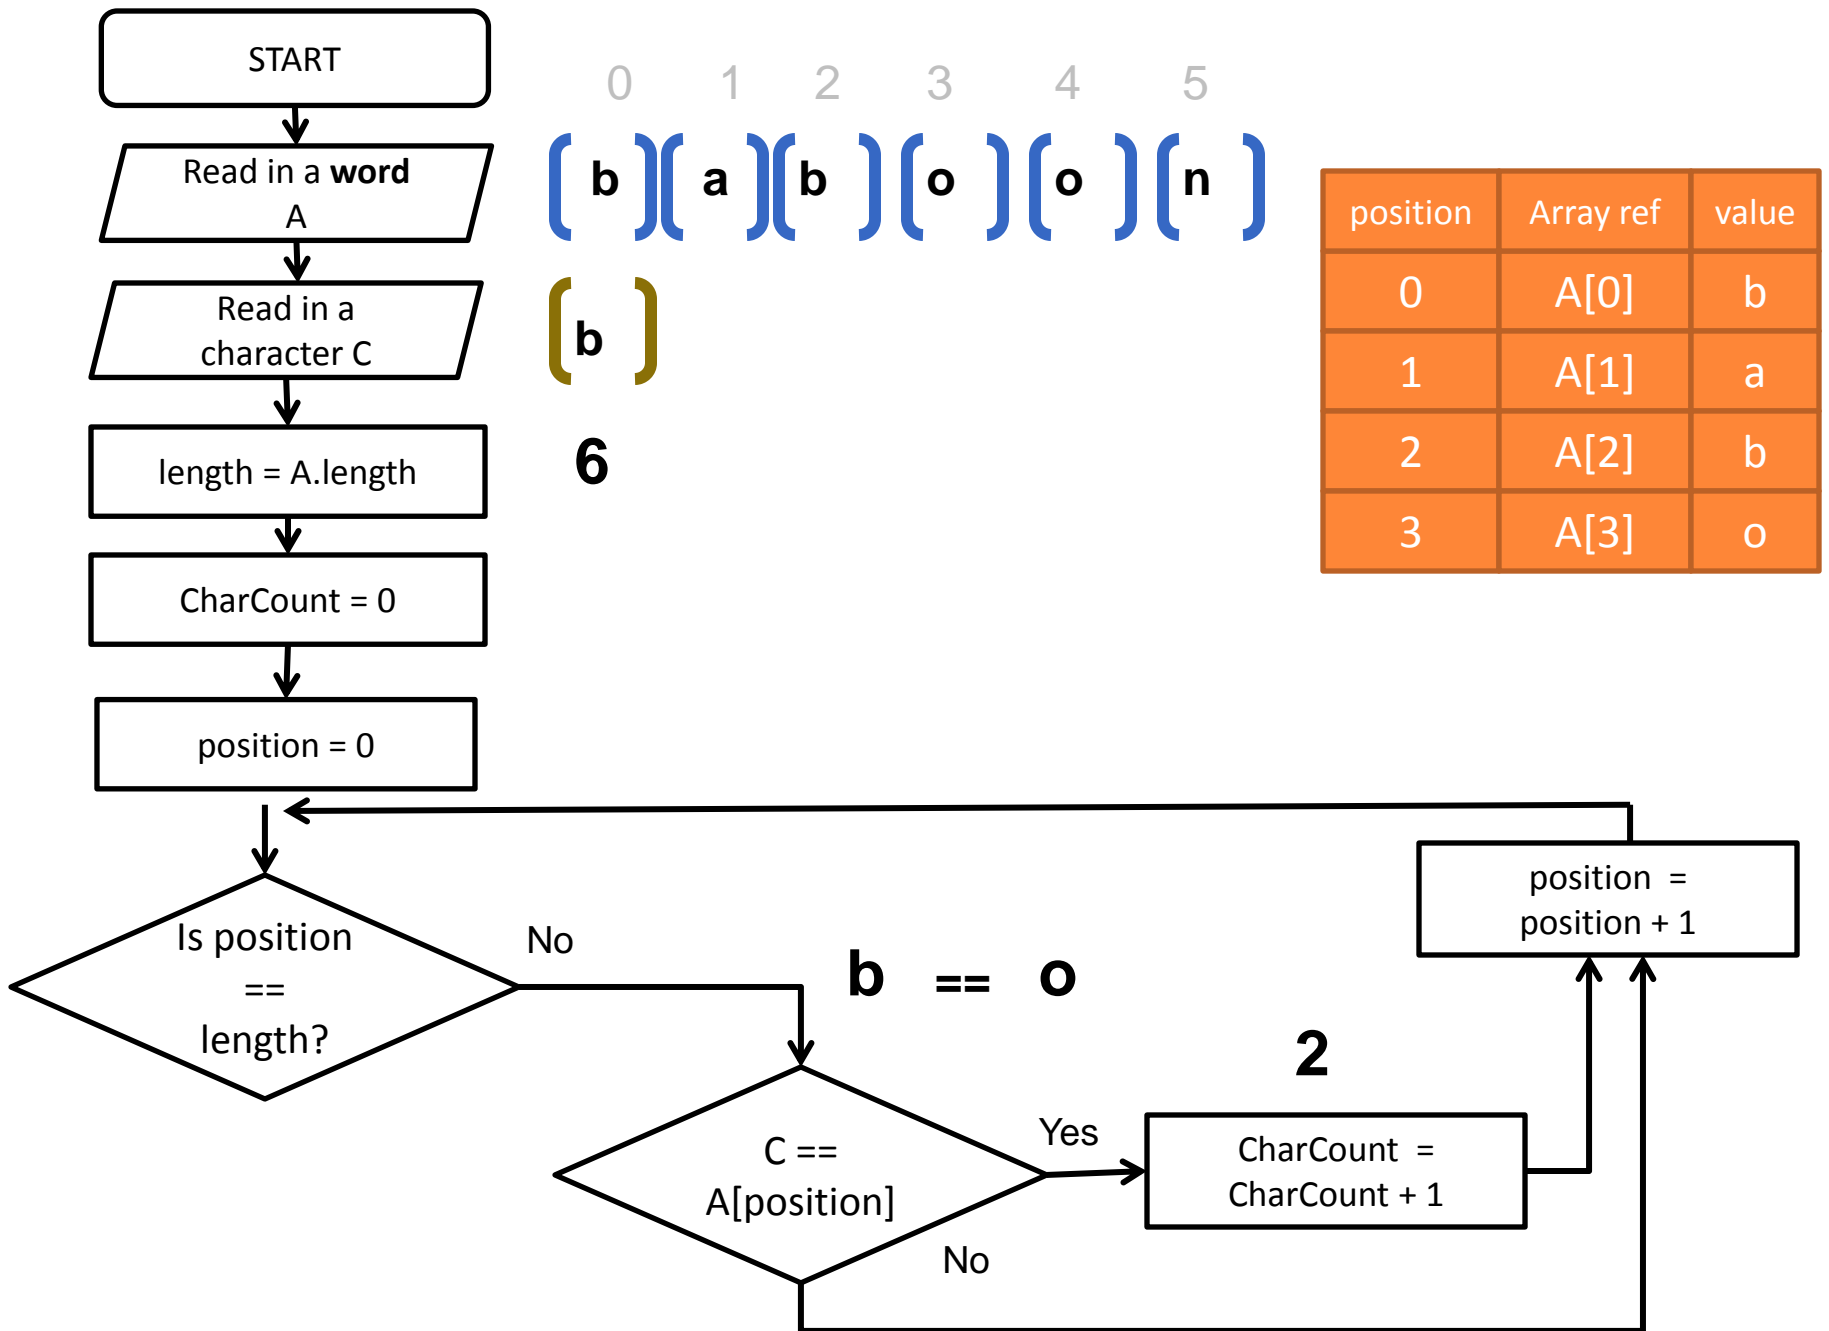 START
0 1 2 3 4 5
Read in a word
A
b a b o o n
Read in a
character C
b
length = A.length
6
CharCount = 0
position = 0
position Array ref value
0 A[0] b
1 A[1] a
2 A[2] b
3 A[3] o
Is position
==
length?
No
b == o
C ==
A[position]
Yes
No
2
CharCount =
CharCount + 1
position =
position + 1